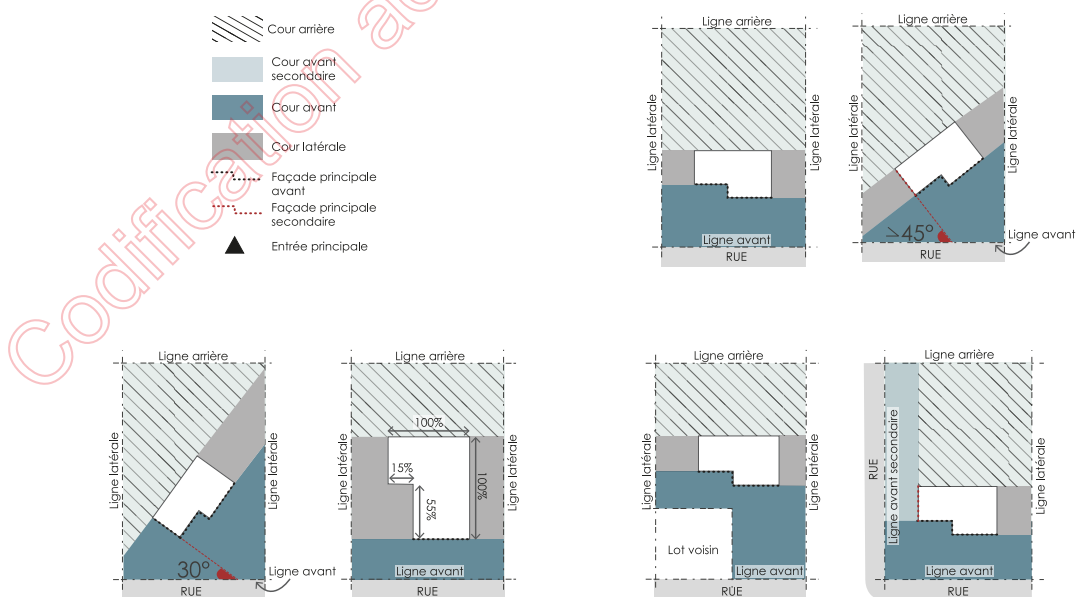 Cour arrière
Cour avant
secondaire
Cour avant
Cour latérale
Façade principale
avant
Façade principale
secondaire
Entrée principale
Codification ad
Ligne arrière
Ligne latérale
Ligne latérale
Ligne avant
RUE
Ligne arrière
Ligne latérale
Ligne latérale
45°
Ligne avant
RUE
Ligne arrière
Ligne latérale
Ligne latérale
30°
Ligne avant
RUE
Ligne arrière
Ligne latérale
Ligne latérale
100%
15%
55%
100%
Ligne avant
RUE
Ligne arrière
Ligne latérale
Ligne latérale
Lot voisin
Ligne avant
RUE
Ligne arrière
RUE
Ligne avant secondaire
Ligne latérale
Ligne avant
RUE